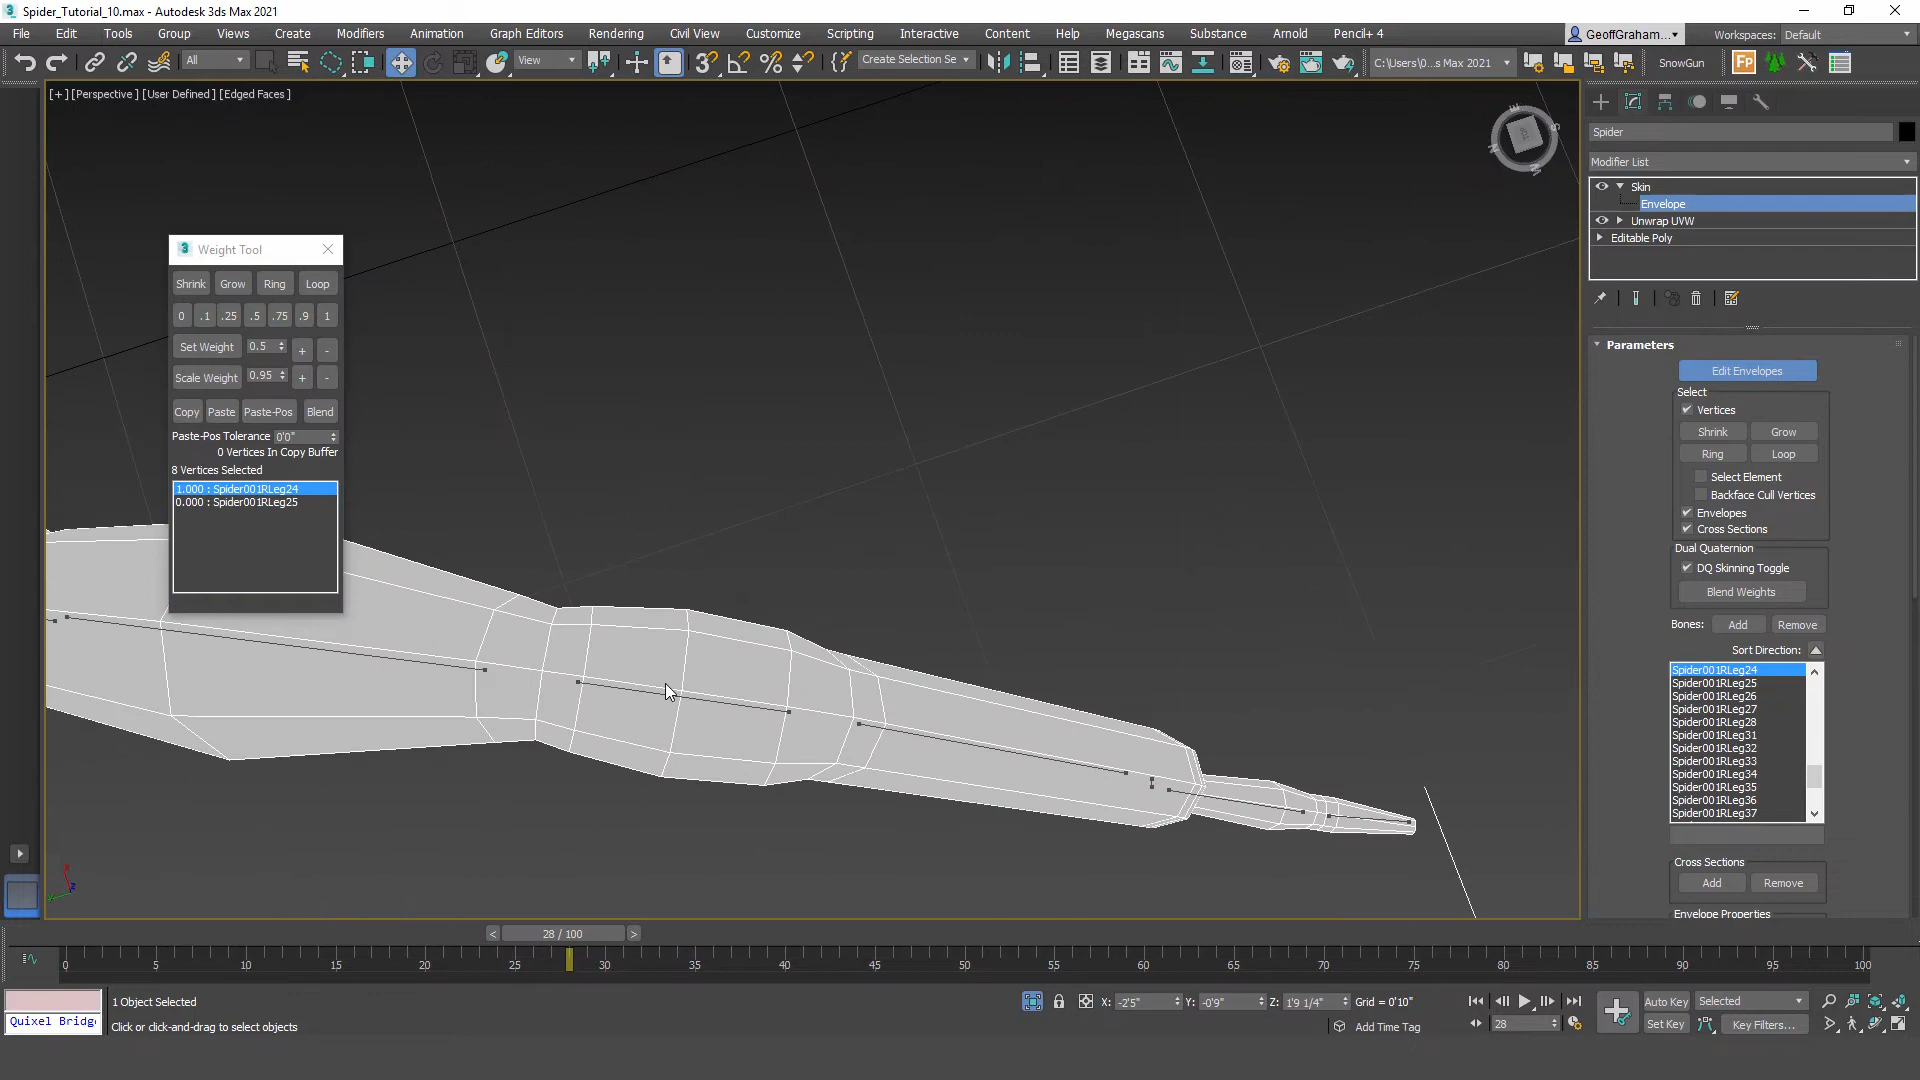 Spider_Tutorial_10.max - Autodesk 3ds Max 2021
File Edit Tools Group Views Create Modifiers Animation Graph Editors Rendering Civil View Customize Scripting Interactive Content Help Megascans Substance Arnold Pencil+ 4 GeoffGraham... Workspaces: Default
All View Create Selection Se C:\Users\0...s Max 2021 SnowGun
[+] [Perspective] [User Defined] [Edged Faces]
Spider
Modifier List
Skin
Envelope
Unwrap UVW
Editable Poly
Weight Tool
Shrink Grow Ring Loop
0 .1 .25 .5 .75 .9 1
Set Weight 0.5 + -
Scale Weight 0.95 + -
Copy Paste Paste-Pos Blend
Paste-Pos Tolerance 0'0"
0 Vertices In Copy Buffer
8 Vertices Selected
1.000 : Spider001RLeg24
0.000 : Spider001RLeg25
Parameters
Edit Envelopes
Select
Vertices
Shrink Grow
Ring Loop
Select Element
Backface Cull Vertices
Envelopes
Cross Sections
Dual Quaternion
DQ Skinning Toggle
Blend Weights
Bones: Add Remove
Sort Direction:
Spider001RLeg24
Spider001RLeg25
Spider001RLeg26
Spider001RLeg27
Spider001RLeg28
Spider001RLeg31
Spider001RLeg32
Spider001RLeg33
Spider001RLeg34
Spider001RLeg35
Spider001RLeg36
Spider001RLeg37
Cross Sections
Add Remove
Envelope Properties
< 28 / 100 >
0 5 10 15 20 25 30 35 40 45 50 55 60 65 70 75 80 85 90 95 100
1 Object Selected X: -2'5" Y: -0'9" Z: 1'9 1/4" Grid = 0'10" Auto Key Selected
Quixel Bridg Click or click-and-drag to select objects Add Time Tag 28 Set Key Key Filters...